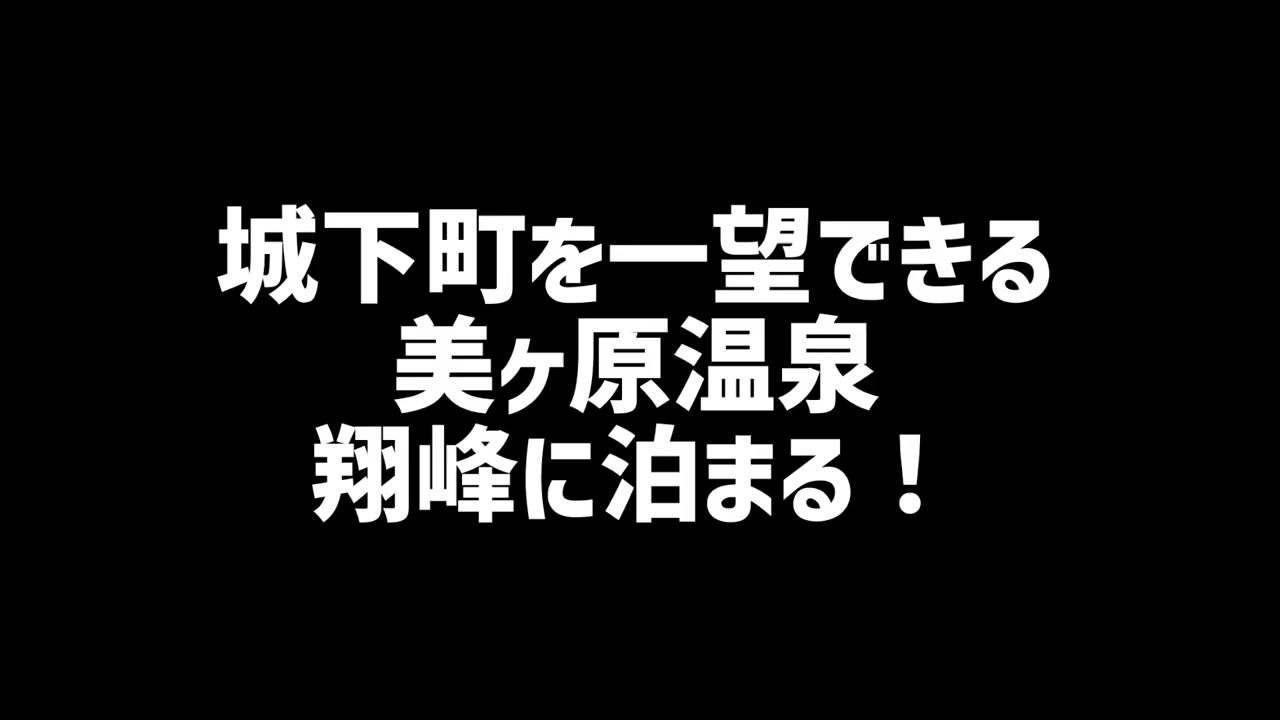 城下町を一望できる
美ヶ原温泉
翔峰に泊まる！